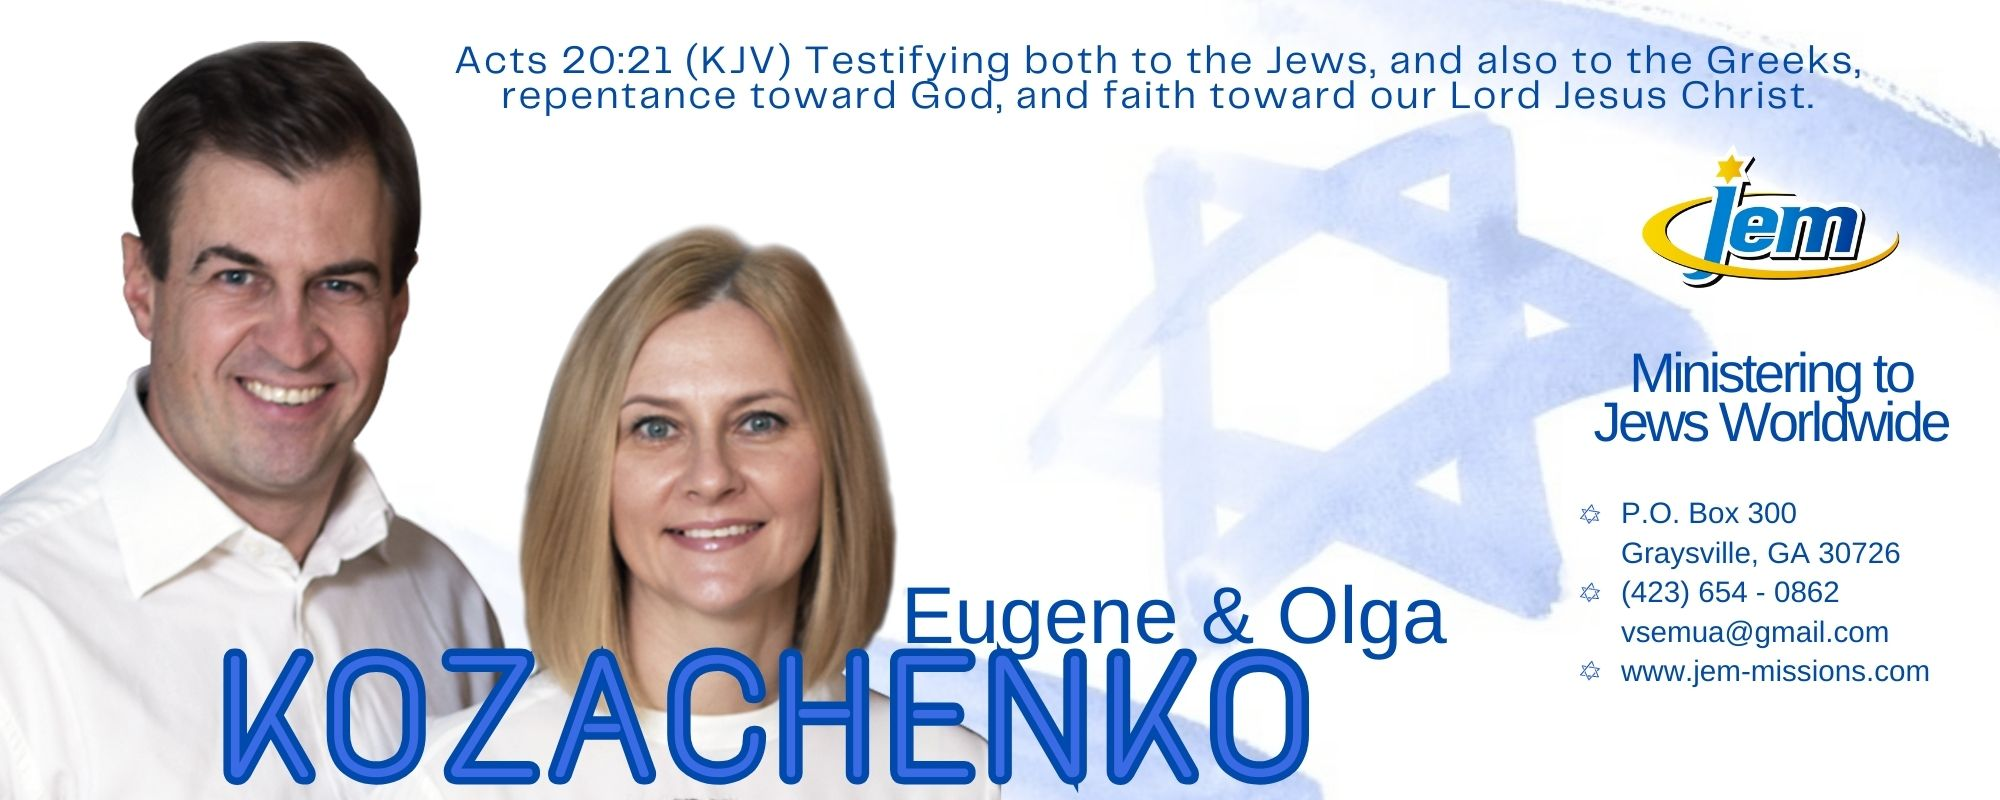 Acts 20:21 (KJV) Testifying both to the Jews, and also to the Greeks,
repentance toward God, and faith toward our Lord Jesus Christ.
jem
Ministering to
Jews Worldwide
P.O. Box 300
Graysville, GA 30726
(423) 654 - 0862
vsemua@gmail.com
www.jem-missions.com
Eugene & Olga
KOZACHENKO